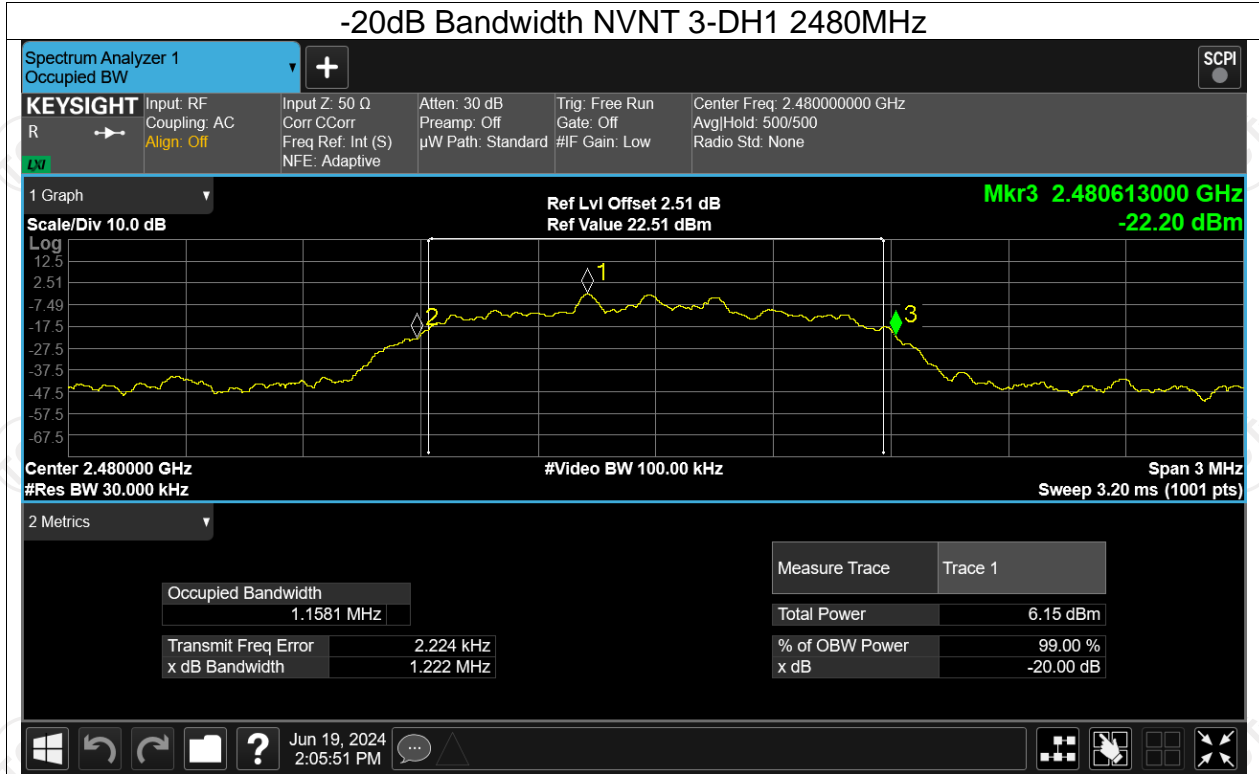 -20dB Bandwidth NVNT 3-DH1 2480MHz
Spectrum Analyzer 1
Occupied BW
+
SCPI
KEYSIGHT
R
LXI
Input: RF
Coupling: AC
Align: Off
Input Z: 50 Ω
Corr CCorr
Freq Ref: Int (S)
NFE: Adaptive
Atten: 30 dB
Preamp: Off
µW Path: Standard
Trig: Free Run
Gate: Off
#IF Gain: Low
Center Freq: 2.480000000 GHz
Avg|Hold: 500/500
Radio Std: None
1 Graph
Scale/Div 10.0 dB
Ref Lvl Offset 2.51 dB
Ref Value 22.51 dBm
Mkr3 2.480613000 GHz
-22.20 dBm
Log
12.5
2.51
-7.49
-17.5
-27.5
-37.5
-47.5
-57.5
-67.5
1
2
3
Center 2.480000 GHz
#Video BW 100.00 kHz
Span 3 MHz
#Res BW 30.000 kHz
Sweep 3.20 ms (1001 pts)
2 Metrics
Measure Trace Trace 1
Occupied Bandwidth
1.1581 MHz
Total Power 6.15 dBm
Transmit Freq Error 2.224 kHz
% of OBW Power 99.00 %
x dB Bandwidth 1.222 MHz
x dB -20.00 dB
?
Jun 19, 2024
2:05:51 PM